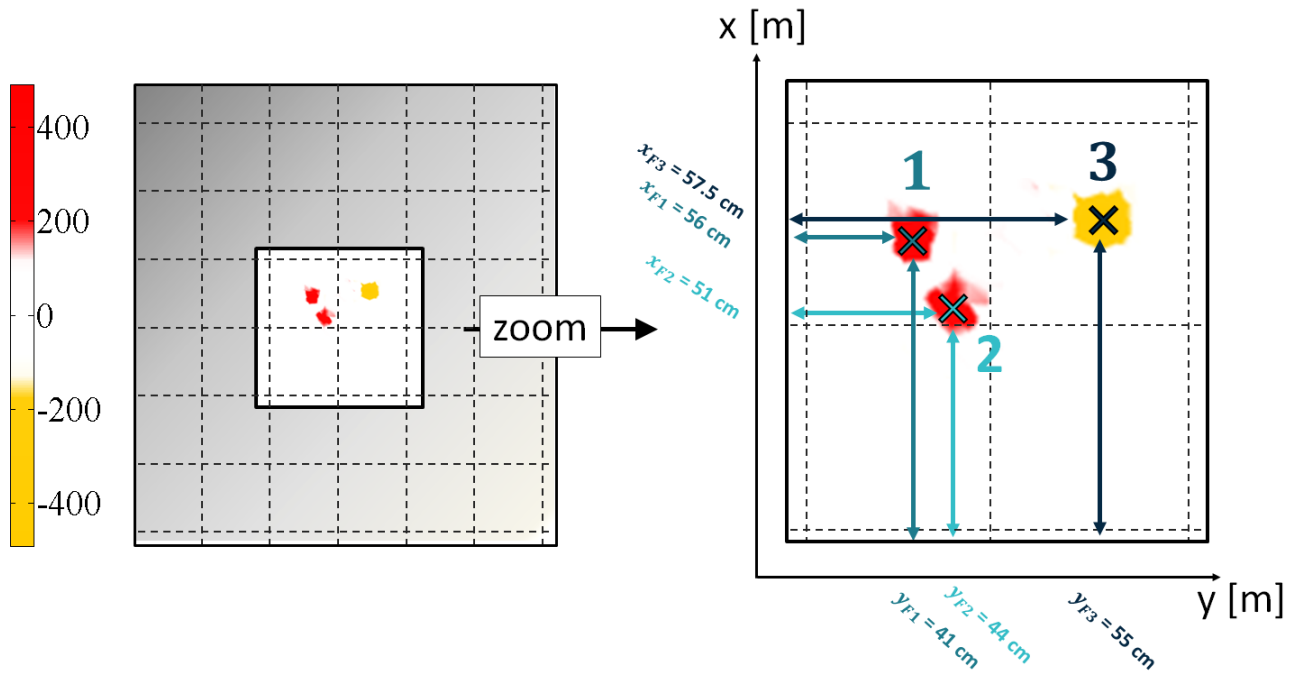 400
200
0
-200
-400
zoom
x [m]
x_F3 = 57.5 cm
x_F1 = 56 cm
x_F2 = 51 cm
1
3
2
y [m]
y_F1 = 41 cm
y_F2 = 44 cm
y_F3 = 55 cm